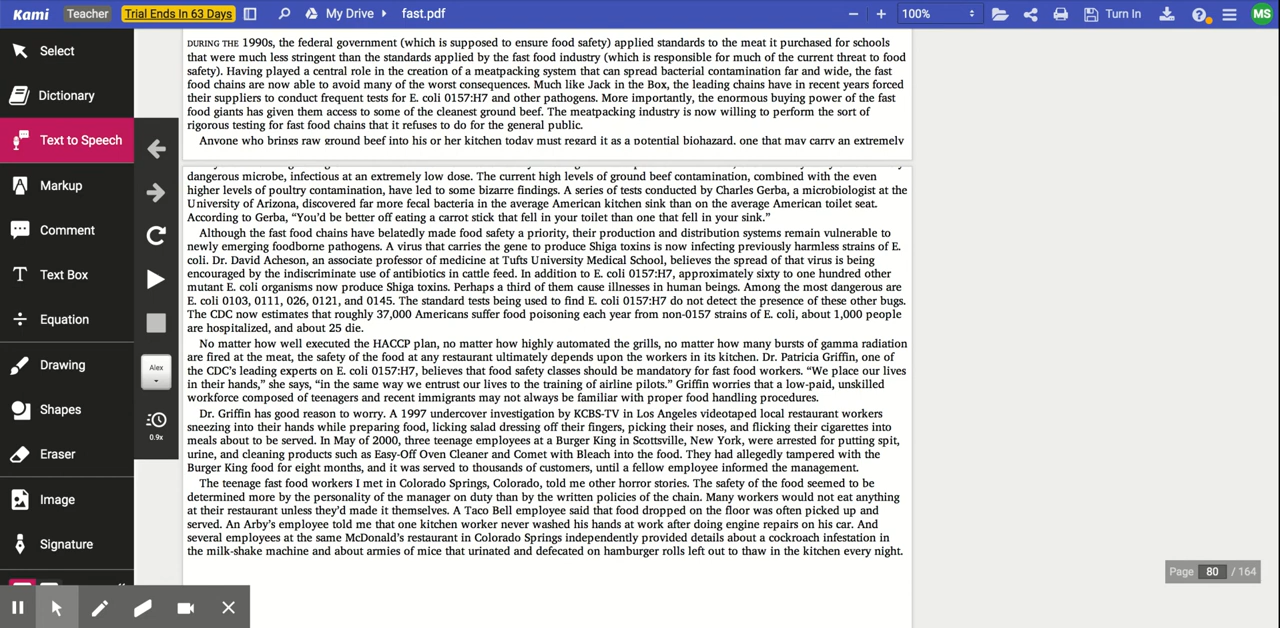 Kami Teacher Trial Ends In 63 Days My Drive fast.pdf 100% Turn In MS
Select
Dictionary
Text to Speech
Markup
Comment
Text Box
Equation
Drawing
Shapes
Eraser
Image
Signature
Alex
0.9x
DURING THE 1990s, the federal government (which is supposed to ensure food safety) applied standards to the meat it purchased for schools
that were much less stringent than the standards applied by the fast food industry (which is responsible for much of the current threat to food
safety). Having played a central role in the creation of a meatpacking system that can spread bacterial contamination far and wide, the fast
food chains are now able to avoid many of the worst consequences. Much like Jack in the Box, the leading chains have in recent years forced
their suppliers to conduct frequent tests for E. coli 0157:H7 and other pathogens. More importantly, the enormous buying power of the fast
food giants has given them access to some of the cleanest ground beef. The meatpacking industry is now willing to perform the sort of
rigorous testing for fast food chains that it refuses to do for the general public.
Anyone who brings raw ground beef into his or her kitchen today must regard it as a potential biohazard, one that may carry an extremely
dangerous microbe, infectious at an extremely low dose. The current high levels of ground beef contamination, combined with the even
higher levels of poultry contamination, have led to some bizarre findings. A series of tests conducted by Charles Gerba, a microbiologist at the
University of Arizona, discovered far more fecal bacteria in the average American kitchen sink than on the average American toilet seat.
According to Gerba, “You’d be better off eating a carrot stick that fell in your toilet than one that fell in your sink.”
Although the fast food chains have belatedly made food safety a priority, their production and distribution systems remain vulnerable to
newly emerging foodborne pathogens. A virus that carries the gene to produce Shiga toxins is now infecting previously harmless strains of E.
coli. Dr. David Acheson, an associate professor of medicine at Tufts University Medical School, believes the spread of that virus is being
encouraged by the indiscriminate use of antibiotics in cattle feed. In addition to E. coli 0157:H7, approximately sixty to one hundred other
mutant E. coli organisms now produce Shiga toxins. Perhaps a third of them cause illnesses in human beings. Among the most dangerous are
E. coli 0103, 0111, 026, 0121, and 0145. The standard tests being used to find E. coli 0157:H7 do not detect the presence of these other bugs.
The CDC now estimates that roughly 37,000 Americans suffer food poisoning each year from non-0157 strains of E. coli, about 1,000 people
are hospitalized, and about 25 die.
No matter how well executed the HACCP plan, no matter how highly automated the grills, no matter how many bursts of gamma radiation
are fired at the meat, the safety of the food at any restaurant ultimately depends upon the workers in its kitchen. Dr. Patricia Griffin, one of
the CDC’s leading experts on E. coli 0157:H7, believes that food safety classes should be mandatory for fast food workers. “We place our lives
in their hands,” she says, “in the same way we entrust our lives to the training of airline pilots.” Griffin worries that a low-paid, unskilled
workforce composed of teenagers and recent immigrants may not always be familiar with proper food handling procedures.
Dr. Griffin has good reason to worry. A 1997 undercover investigation by KCBS-TV in Los Angeles videotaped local restaurant workers
sneezing into their hands while preparing food, licking salad dressing off their fingers, picking their noses, and flicking their cigarettes into
meals about to be served. In May of 2000, three teenage employees at a Burger King in Scottsville, New York, were arrested for putting spit,
urine, and cleaning products such as Easy-Off Oven Cleaner and Comet with Bleach into the food. They had allegedly tampered with the
Burger King food for eight months, and it was served to thousands of customers, until a fellow employee informed the management.
The teenage fast food workers I met in Colorado Springs, Colorado, told me other horror stories. The safety of the food seemed to be
determined more by the personality of the manager on duty than by the written policies of the chain. Many workers would not eat anything
at their restaurant unless they’d made it themselves. A Taco Bell employee said that food dropped on the floor was often picked up and
served. An Arby’s employee told me that one kitchen worker never washed his hands at work after doing engine repairs on his car. And
several employees at the same McDonald’s restaurant in Colorado Springs independently provided details about a cockroach infestation in
the milk-shake machine and about armies of mice that urinated and defecated on hamburger rolls left out to thaw in the kitchen every night.
Page 80 / 164